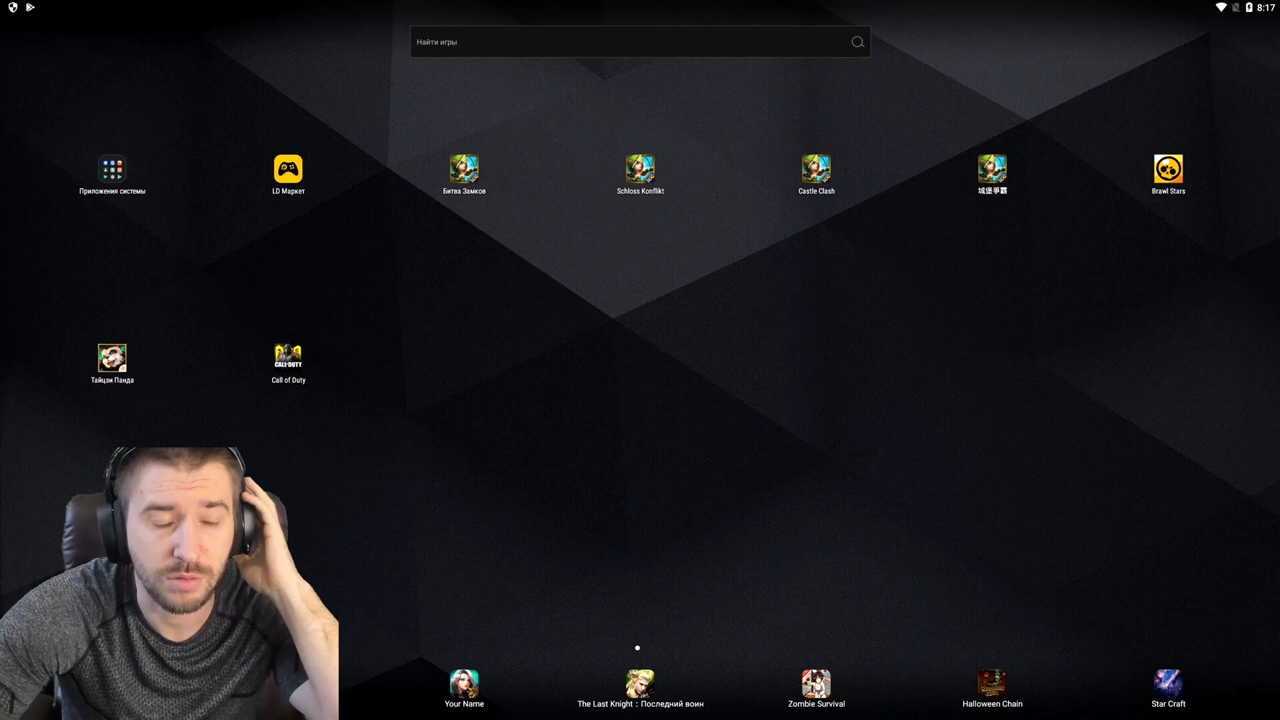 8:17
Найти игры
Приложения системы
LD Маркет
Битва Замков
Schloss Konflikt
Castle Clash
城堡爭霸
Brawl Stars
CALL·DUTY
Тайцзи Панда
Call of Duty
Your Name
The Last Knight : Последний воин
Zombie Survival
Halloween Chain
Star Craft